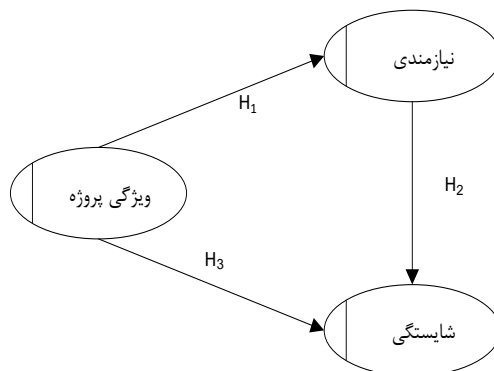 نیازمندی
H1
ویژگی پروژه
H2
H3
شایستگی